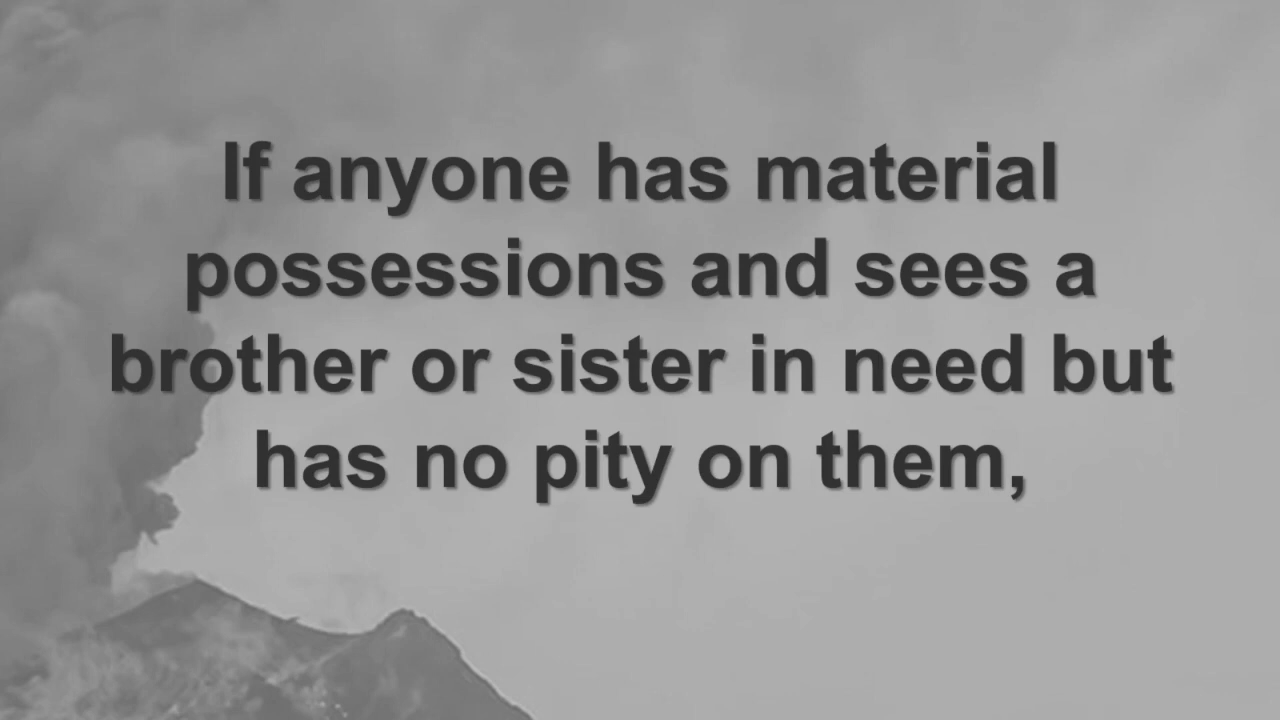 If anyone has material
possessions and sees a
brother or sister in need but
has no pity on them,